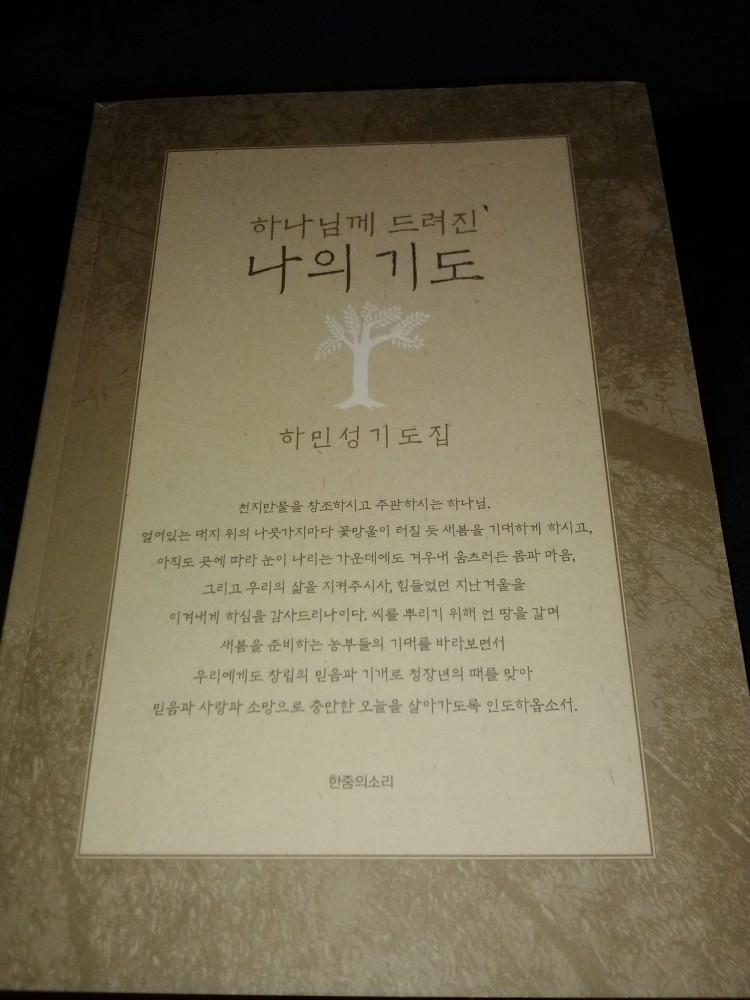 하나님께 드려진
나의 기도
하민성기도집
천지만물을 창조하시고 주관하시는 하나님.
얼어있는 대지 위의 나뭇가지마다 꽃망울이 터질 듯 새봄을 기대하게 하시고,
아직도 곳에 따라 눈이 나리는 가운데에도 겨우내 움츠러든 몸과 마음,
그리고 우리의 삶을 지켜주시사, 힘들었던 지난겨울을
이겨내게 하심을 감사드리나이다. 씨를 뿌리기 위해 언 땅을 갈며
새봄을 준비하는 농부들의 기대를 바라보면서
우리에게도 창립의 믿음과 기개로 청장년의 때를 맞아
믿음과 사랑과 소망으로 충만한 오늘을 살아가도록 인도하옵소서.
한줌의소리